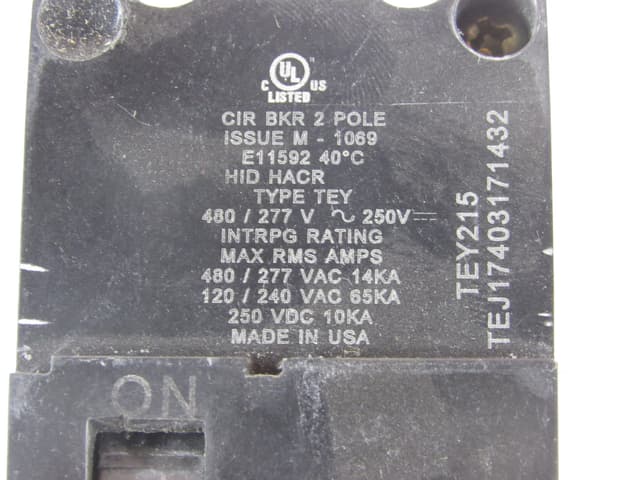 C UL US
LISTED
CIR BKR 2 POLE
ISSUE M - 1069
E11592 40°C
HID HACR
TYPE TEY
480 / 277 V ~ 250V ⎓
INTRPG RATING
MAX RMS AMPS
480 / 277 VAC 14KA
120 / 240 VAC 65KA
250 VDC 10KA
MADE IN USA
TEY215
TEJ17403171432
ON